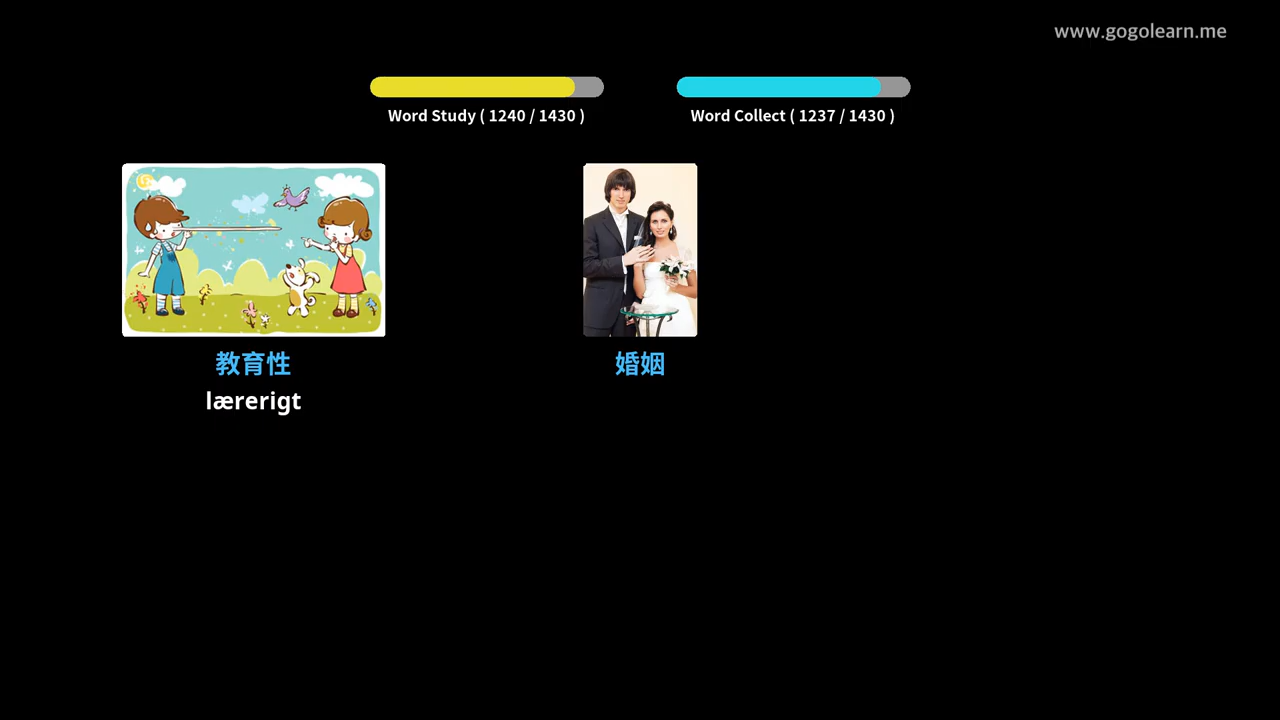 www.gogolearn.me
Word Study ( 1240 / 1430 )
Word Collect ( 1237 / 1430 )
教育性
婚姻
lærerigt